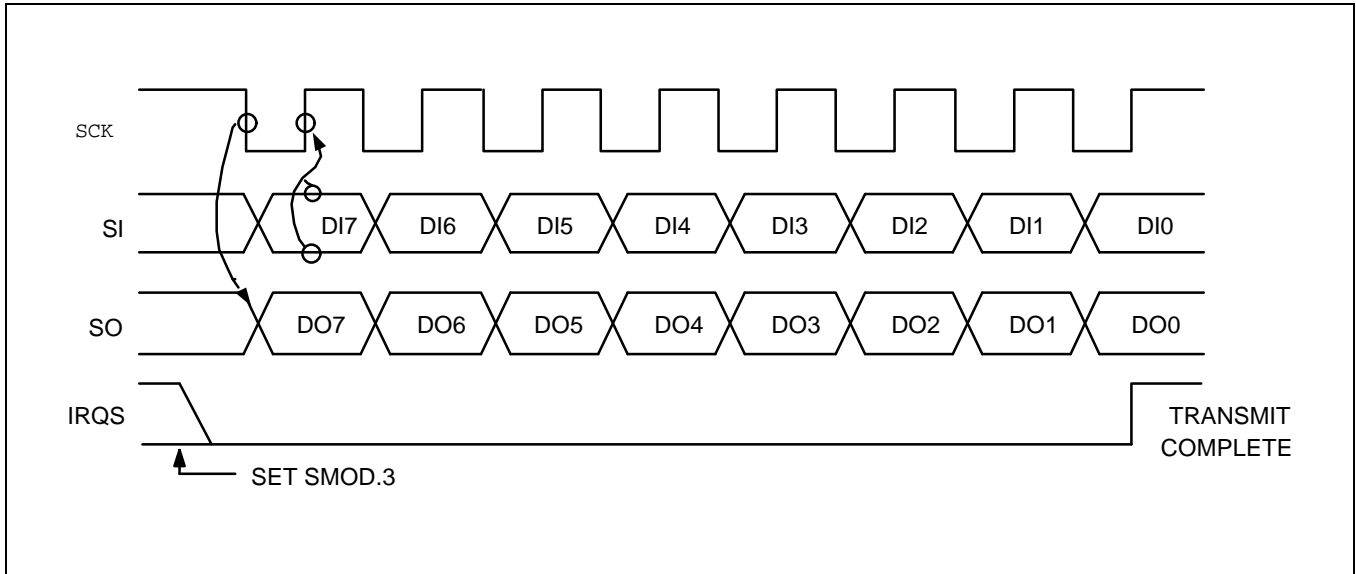 SCK
SI DI7 DI6 DI5 DI4 DI3 DI2 DI1 DI0
SO DO7 DO6 DO5 DO4 DO3 DO2 DO1 DO0
IRQS
TRANSMIT
COMPLETE
SET SMOD.3